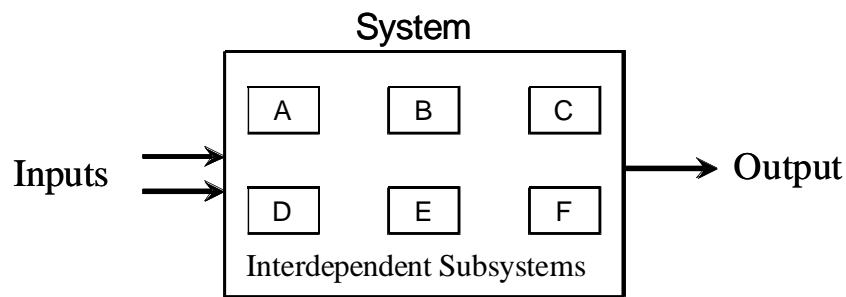 System
A B C
Inputs
Output
D E F
Interdependent Subsystems